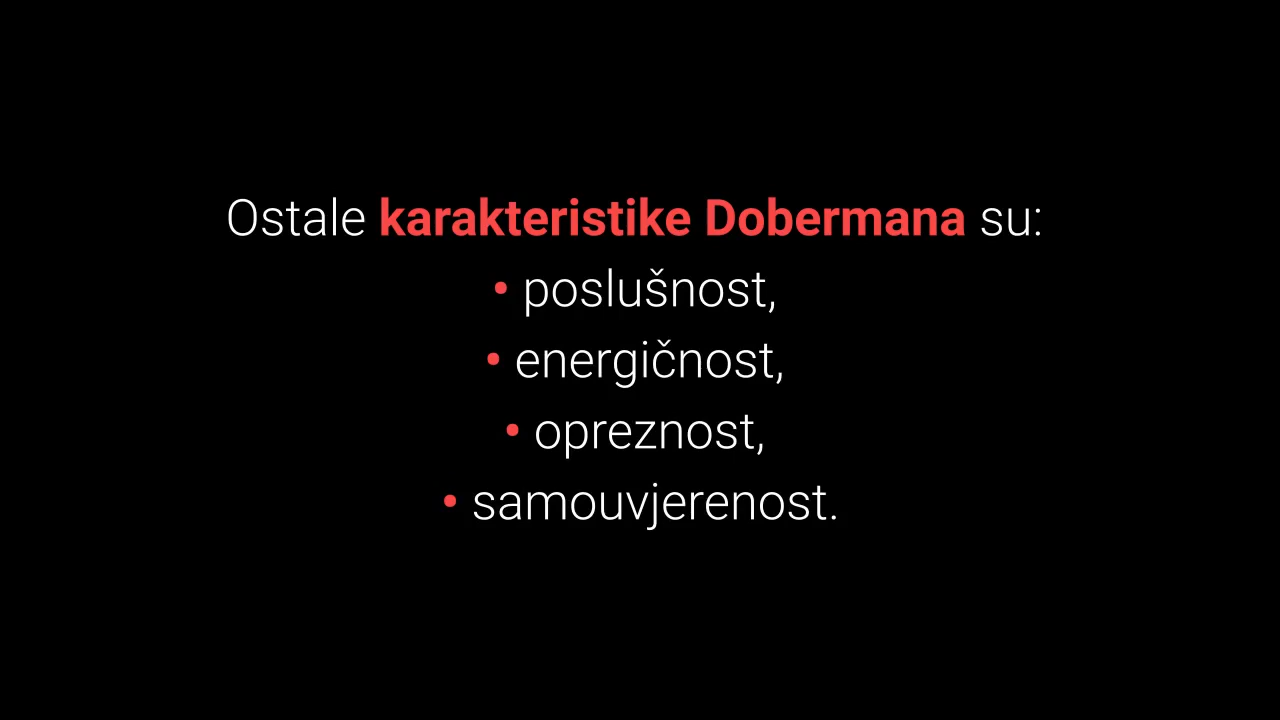 Ostale karakteristike Dobermana su:
• poslušnost,
• energičnost,
• opreznost,
• samouvjerenost.